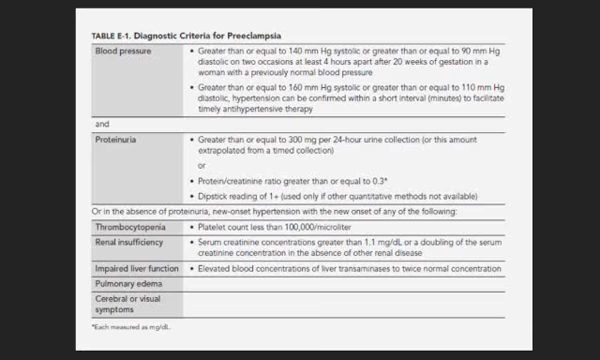 TABLE E-1. Diagnostic Criteria for Preeclampsia
Blood pressure
• Greater than or equal to 140 mm Hg systolic or greater than or equal to 90 mm Hg
diastolic on two occasions at least 4 hours apart after 20 weeks of gestation in a
woman with a previously normal blood pressure
• Greater than or equal to 160 mm Hg systolic or greater than or equal to 110 mm Hg
diastolic, hypertension can be confirmed within a short interval (minutes) to facilitate
timely antihypertensive therapy
and
Proteinuria
• Greater than or equal to 300 mg per 24-hour urine collection (or this amount
extrapolated from a timed collection)
or
• Protein/creatinine ratio greater than or equal to 0.3*
• Dipstick reading of 1+ (used only if other quantitative methods not available)
Or in the absence of proteinuria, new-onset hypertension with the new onset of any of the following:
Thrombocytopenia • Platelet count less than 100,000/microliter
Renal insufficiency • Serum creatinine concentrations greater than 1.1 mg/dL or a doubling of the serum
creatinine concentration in the absence of other renal disease
Impaired liver function • Elevated blood concentrations of liver transaminases to twice normal concentration
Pulmonary edema
Cerebral or visual
symptoms
*Each measured as mg/dL.